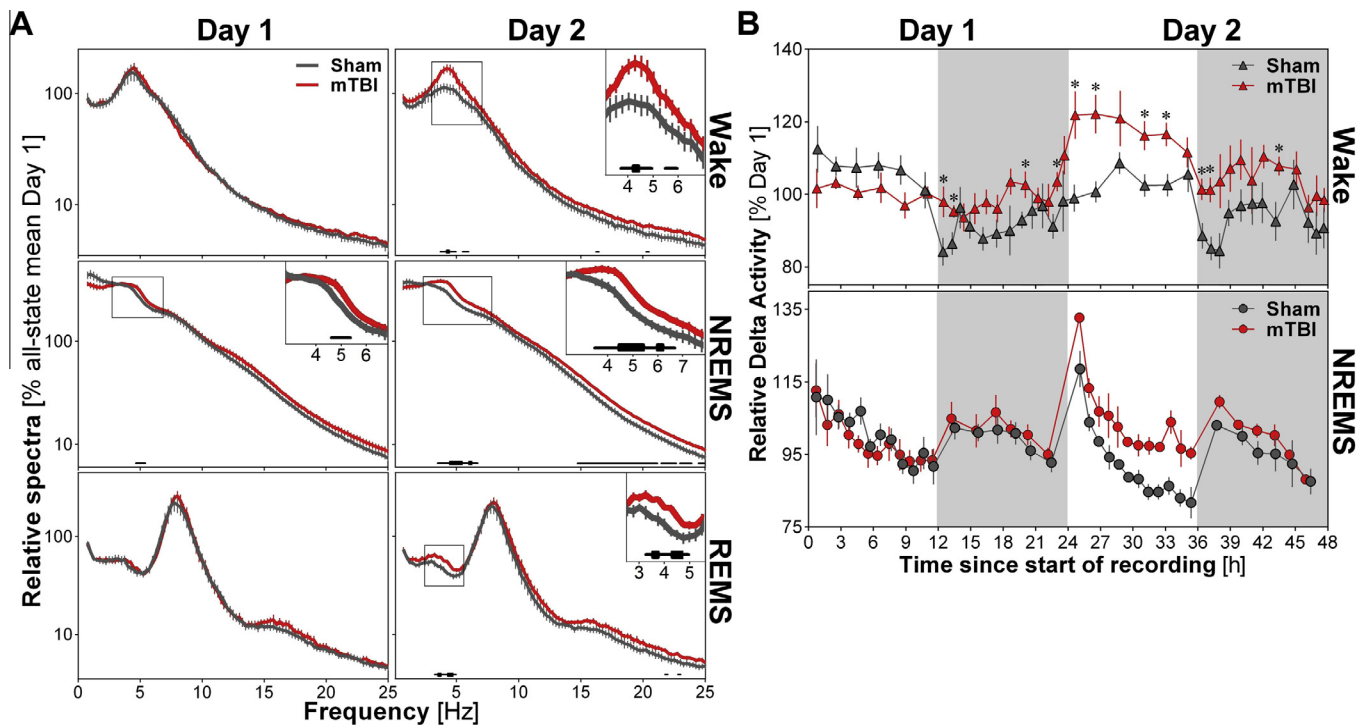 A
Day 1
Day 2
Relative spectra [% all-state mean Day 1]
Sham
mTBI
100
10
4 5 6
Wake
100
10
4 5 6
4 5 6 7
NREMS
100
10
3 4 5
REMS
0 5 10 15 20 25
5 10 15 20 25
Frequency [Hz]
B
Day 1
Day 2
Relative Delta Activity [% Day 1]
140
120
100
80
Sham
mTBI
* * * * * * * * * * *
Wake
135
115
95
75
Sham
mTBI
NREMS
0 3 6 9 12 15 18 21 24 27 30 33 36 39 42 45 48
Time since start of recording [h]